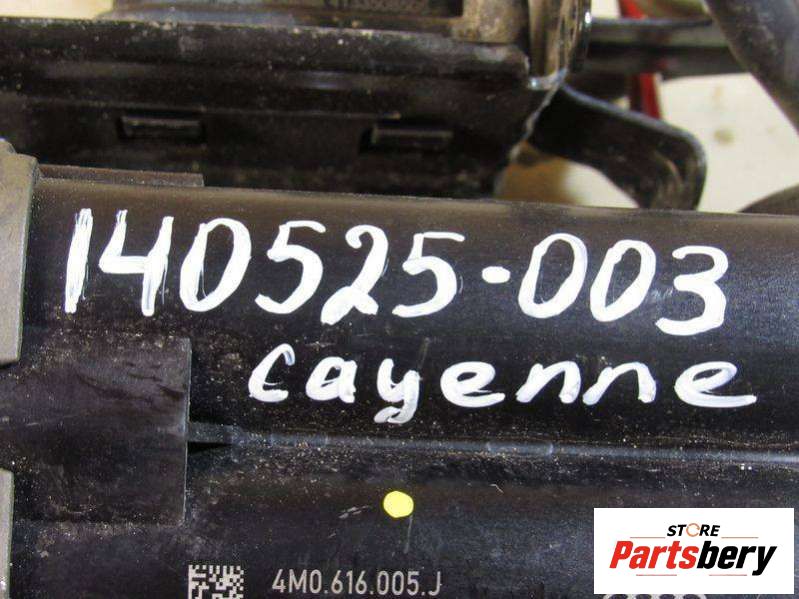 140525-003
cayenne
4M0.616.005.J
STORE
Partsbery